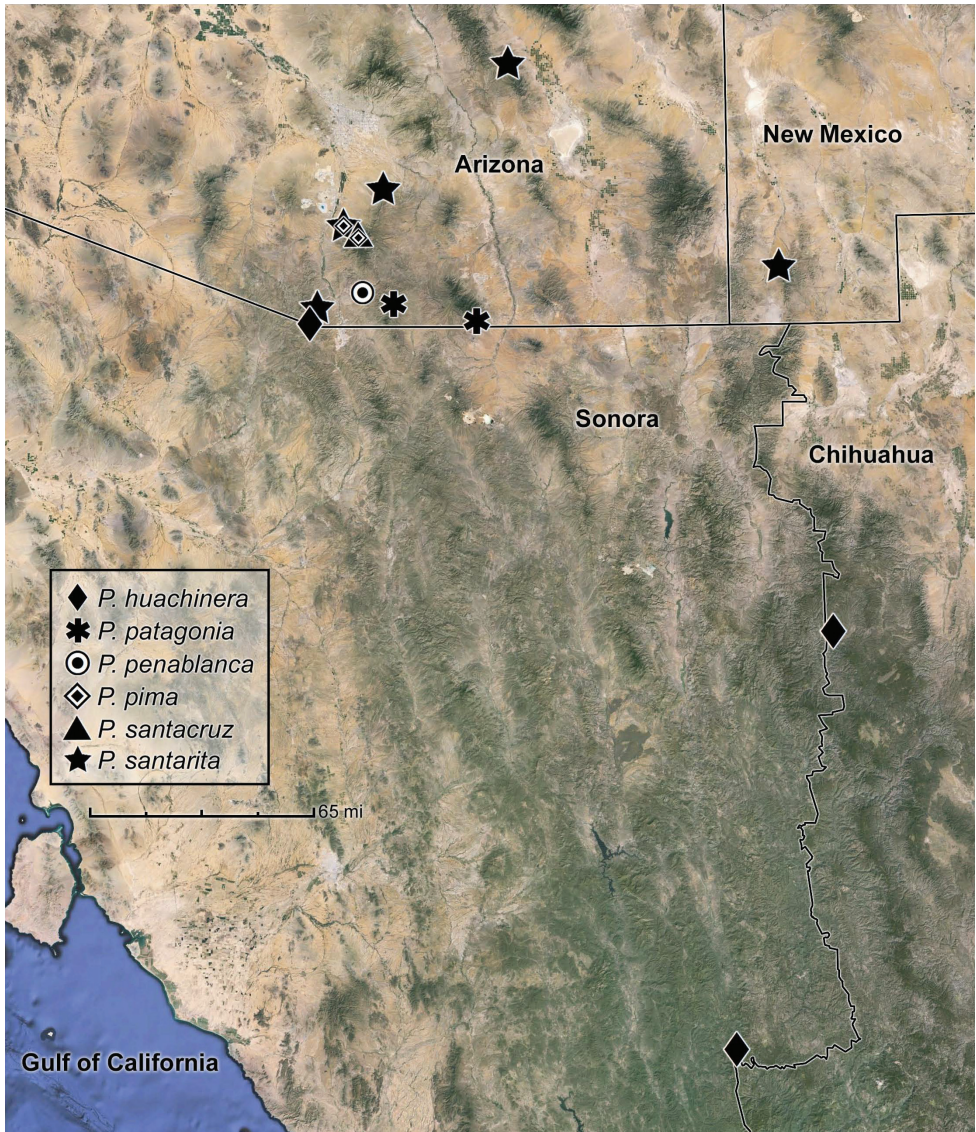 New Mexico
Arizona
Sonora
Chihuahua
P. huachinera
P. patagonia
P. penablanca
P. pima
P. santacruz
P. santarita
65 mi
Gulf of California